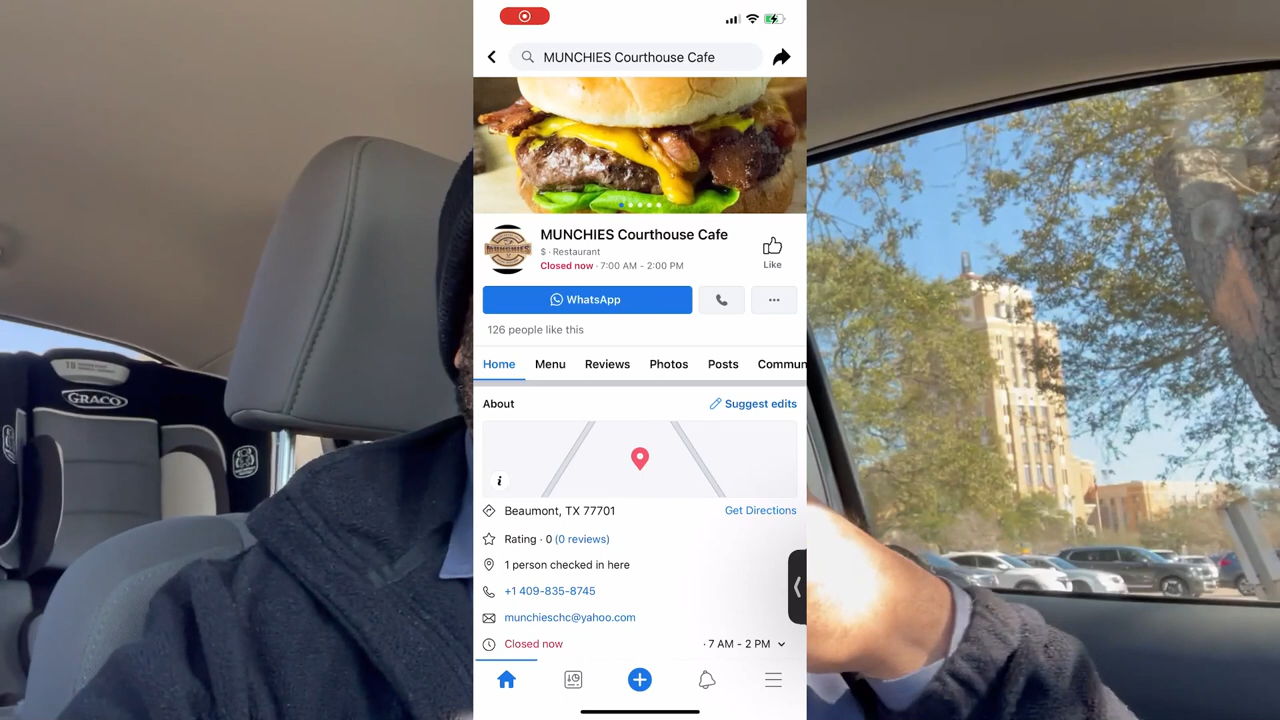 MUNCHIES Courthouse Cafe
MUNCHIES
MUNCHIES Courthouse Cafe
$ · Restaurant
Closed now · 7:00 AM - 2:00 PM
Like
WhatsApp
126 people like this
Home Menu Reviews Photos Posts Commun
About
Suggest edits
Beaumont, TX 77701
Get Directions
Rating · 0 (0 reviews)
1 person checked in here
+1 409-835-8745
munchieschc@yahoo.com
Closed now · 7 AM - 2 PM
GRACO